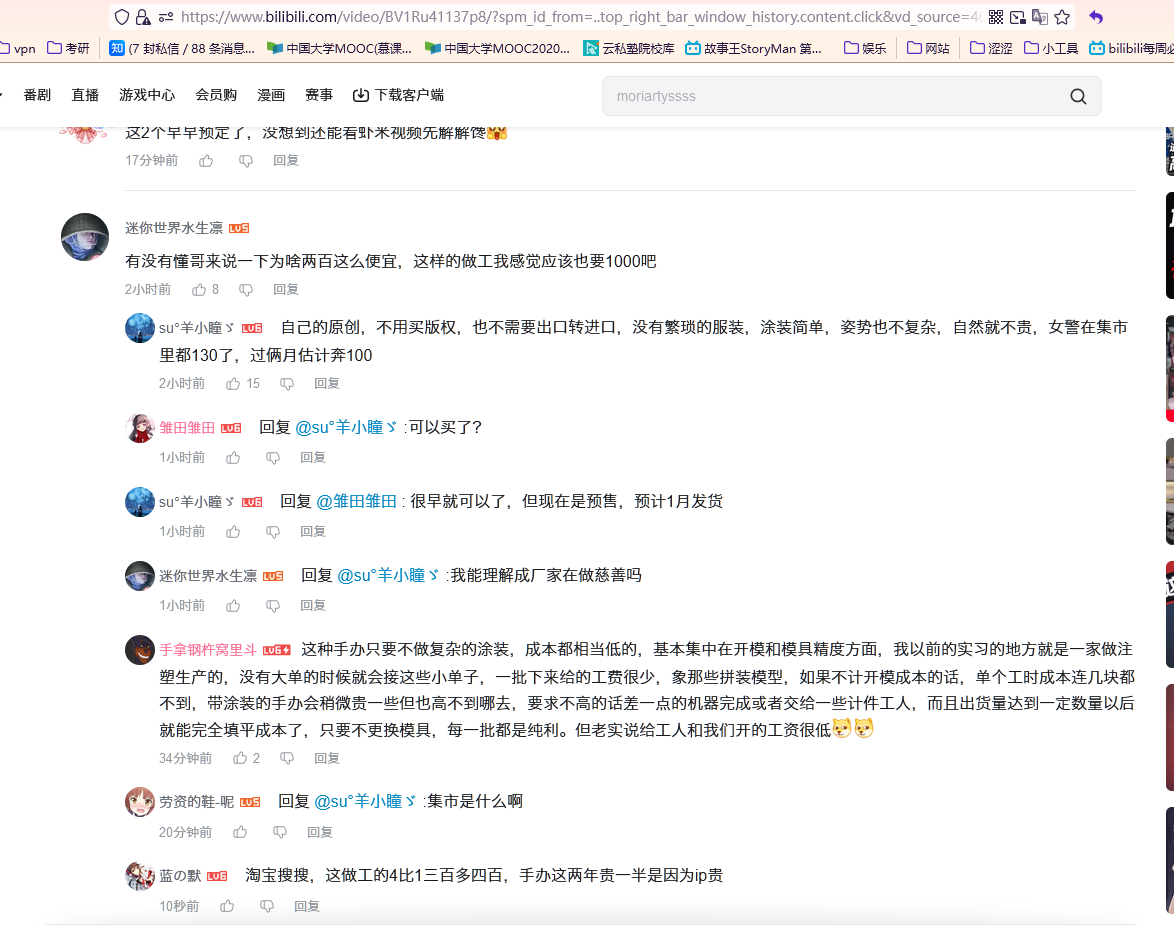 https://www.bilibili.com/video/BV1Ru41137p8/?spm_id_from=..top_right_bar_window_history.content.click&vd_source=4
vpn 考研 (7 封私信 / 88 条消息... 中国大学MOOC(慕课... 中国大学MOOC2020... 云私塾院校库 故事王StoryMan 第... 娱乐 网站 涩涩 小工具 bilibili每周必
番剧 直播 游戏中心 会员购 漫画 赛事 下载客户端 moriartyssss
这2个早早预定了，没想到还能看虾米视频先解解馋
17分钟前 回复
迷你世界水生凛 LV5
有没有懂哥来说一下为啥两百这么便宜，这样的做工我感觉应该也要1000吧
2小时前 8 回复
su°羊小瞳ヾ LV6 自己的原创，不用买版权，也不需要出口转进口，没有繁琐的服装，涂装简单，姿势也不复杂，自然就不贵，女警在集市
里都130了，过俩月估计奔100
2小时前 15 回复
雏田雏田 LV6 回复 @su°羊小瞳ヾ :可以买了?
1小时前 回复
su°羊小瞳ヾ LV6 回复 @雏田雏田 : 很早就可以了，但现在是预售，预计1月发货
1小时前 回复
迷你世界水生凛 LV5 回复 @su°羊小瞳ヾ :我能理解成厂家在做慈善吗
1小时前 回复
手拿钢杵窝里斗 LV6 这种手办只要不做复杂的涂装，成本都相当低的，基本集中在开模和模具精度方面，我以前的实习的地方就是一家做注
塑生产的，没有大单的时候就会接这些小单子，一批下来给的工费很少，象那些拼装模型，如果不计开模成本的话，单个工时成本连几块都
不到，带涂装的手办会稍微贵一些但也高不到哪去，要求不高的话差一点的机器完成或者交给一些计件工人，而且出货量达到一定数量以后
就能完全填平成本了，只要不更换模具，每一批都是纯利。但老实说给工人和我们开的工资很低
34分钟前 2 回复
劳资的鞋-呢 LV5 回复 @su°羊小瞳ヾ :集市是什么啊
20分钟前 回复
蓝の默 LV6 淘宝搜搜，这做工的4比1三百多四百，手办这两年贵一半是因为ip贵
10秒前 回复